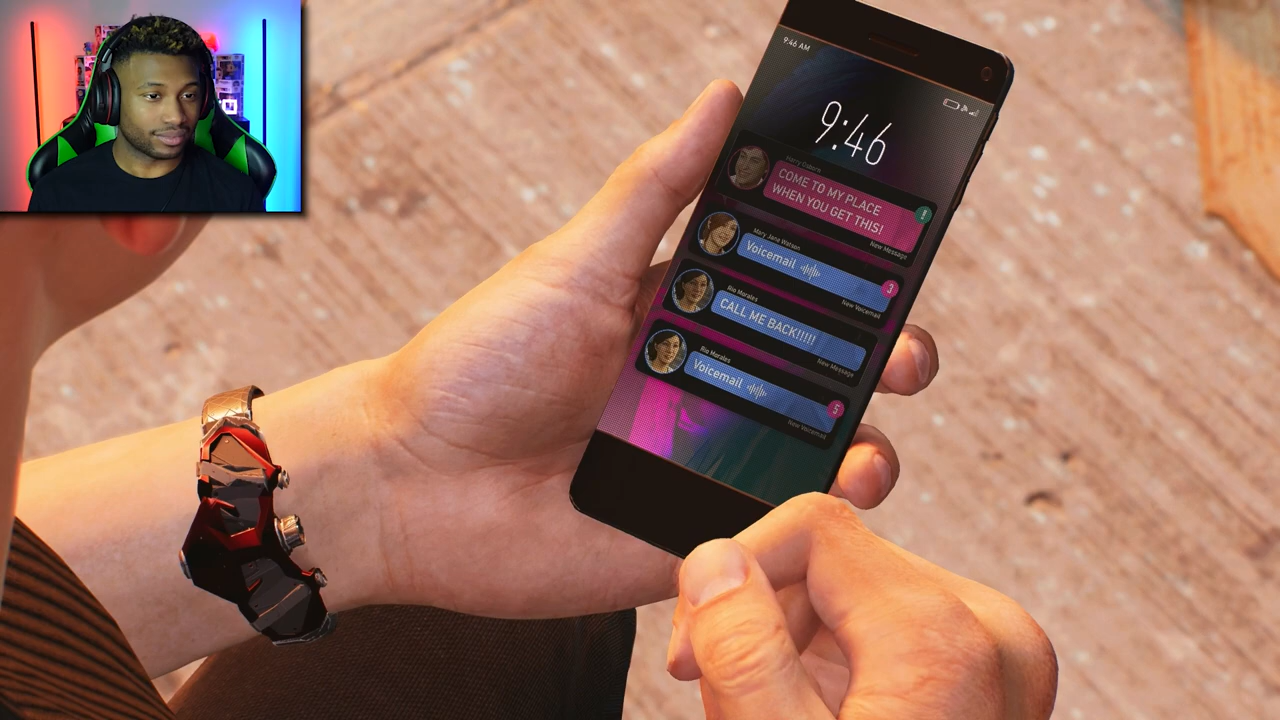 9:46 AM
9:46
Harry Osborn
COME TO MY PLACE
WHEN YOU GET THIS!
!
New Message
Mary Jane Watson
Voicemail
3
New Voicemail
Rio Morales
CALL ME BACK!!!!!
New Message
Rio Morales
Voicemail
5
New Voicemail